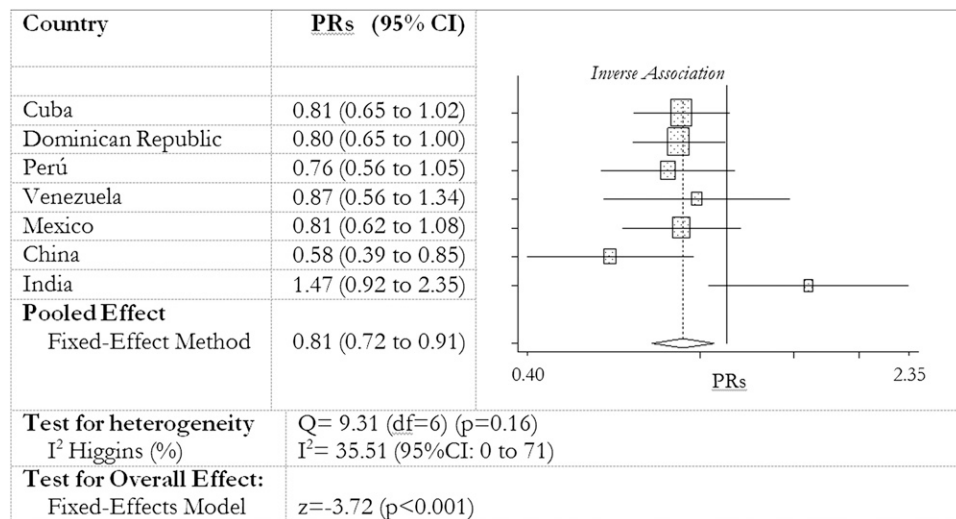 Country PRs (95% CI)
Inverse Association
Cuba 0.81 (0.65 to 1.02)
Dominican Republic 0.80 (0.65 to 1.00)
Perú 0.76 (0.56 to 1.05)
Venezuela 0.87 (0.56 to 1.34)
Mexico 0.81 (0.62 to 1.08)
China 0.58 (0.39 to 0.85)
India 1.47 (0.92 to 2.35)
Pooled Effect
Fixed-Effect Method 0.81 (0.72 to 0.91)
0.40 PRs 2.35
Test for heterogeneity Q= 9.31 (df=6) (p=0.16)
I² Higgins (%) I²= 35.51 (95%CI: 0 to 71)
Test for Overall Effect:
Fixed-Effects Model z=-3.72 (p<0.001)